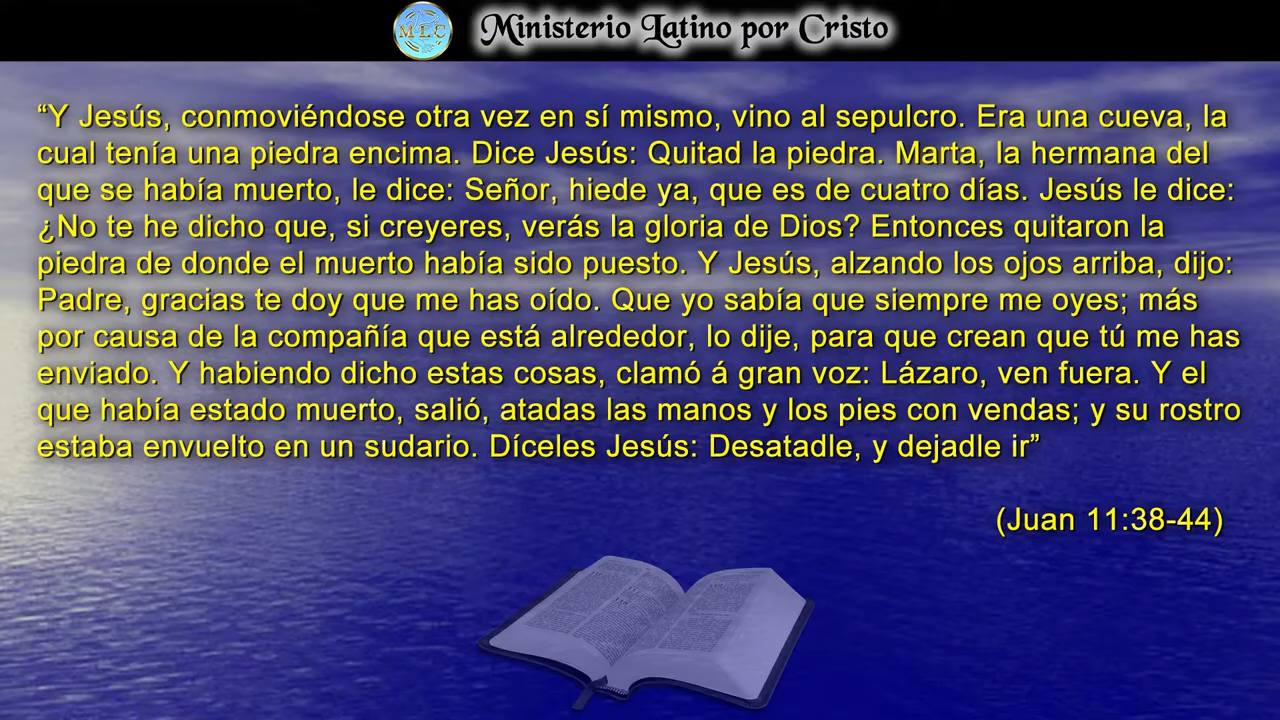 MLC
Ministerio Latino por Cristo
“Y Jesús, conmoviéndose otra vez en sí mismo, vino al sepulcro. Era una cueva, la
cual tenía una piedra encima. Dice Jesús: Quitad la piedra. Marta, la hermana del
que se había muerto, le dice: Señor, hiede ya, que es de cuatro días. Jesús le dice:
¿No te he dicho que, si creyeres, verás la gloria de Dios? Entonces quitaron la
piedra de donde el muerto había sido puesto. Y Jesús, alzando los ojos arriba, dijo:
Padre, gracias te doy que me has oído. Que yo sabía que siempre me oyes; más
por causa de la compañía que está alrededor, lo dije, para que crean que tú me has
enviado. Y habiendo dicho estas cosas, clamó á gran voz: Lázaro, ven fuera. Y el
que había estado muerto, salió, atadas las manos y los pies con vendas; y su rostro
estaba envuelto en un sudario. Díceles Jesús: Desatadle, y dejadle ir”
(Juan 11:38-44)